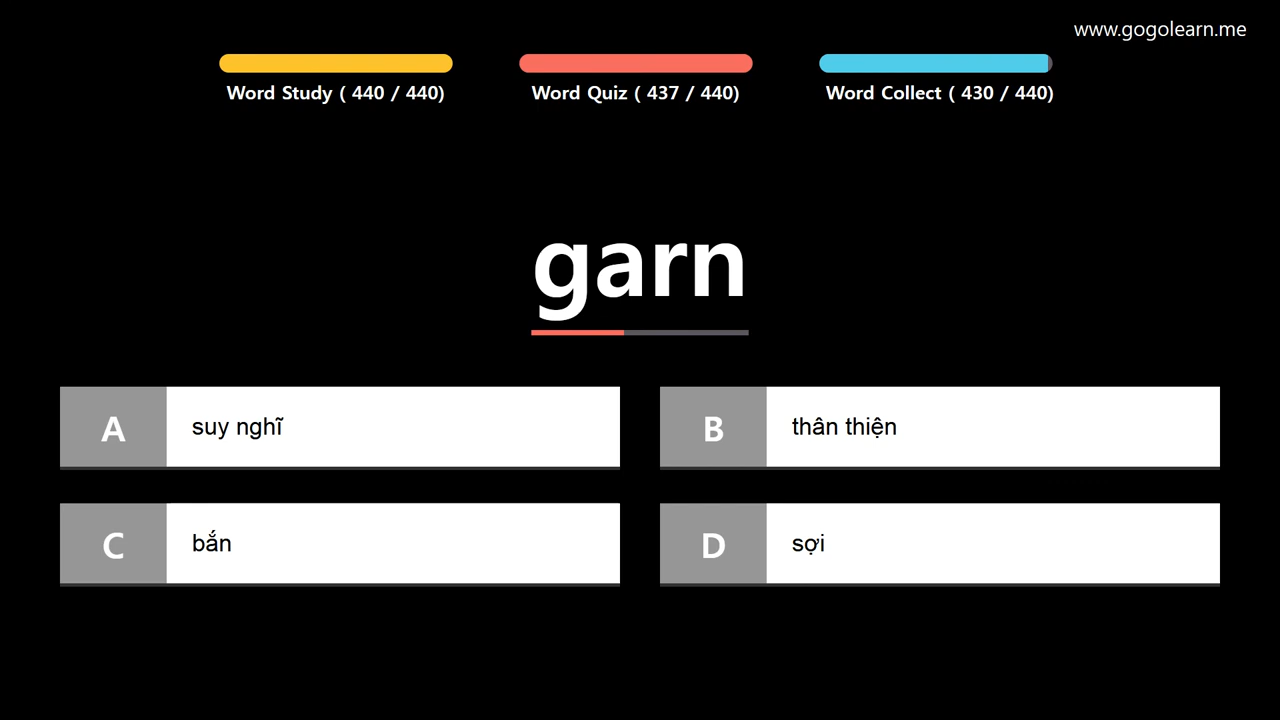 www.gogolearn.me
Word Study ( 440 / 440)
Word Quiz ( 437 / 440)
Word Collect ( 430 / 440)
garn
A suy nghĩ
B thân thiện
C bắn
D sợi